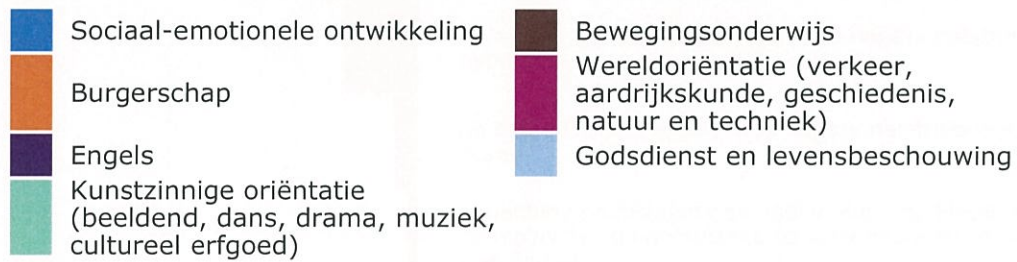 Sociaal-emotionele ontwikkeling
Burgerschap
Engels
Kunstzinnige oriëntatie
(beeldend, dans, drama, muziek,
cultureel erfgoed)
Bewegingsonderwijs
Wereldoriëntatie (verkeer,
aardrijkskunde, geschiedenis,
natuur en techniek)
Godsdienst en levensbeschouwing